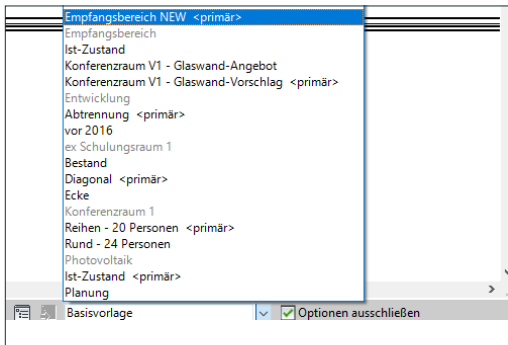 Empfangsbereich NEW <primär>
Empfangsbereich
Ist-Zustand
Konferenzraum V1 - Glaswand-Angebot
Konferenzraum V1 - Glaswand-Vorschlag <primär>
Entwicklung
Abtrennung <primär>
vor 2016
ex Schulungsraum 1
Bestand
Diagonal <primär>
Ecke
Konferenzraum 1
Reihen - 20 Personen <primär>
Rund - 24 Personen
Photovoltaik
Ist-Zustand <primär>
Planung
Basisvorlage Optionen ausschließen